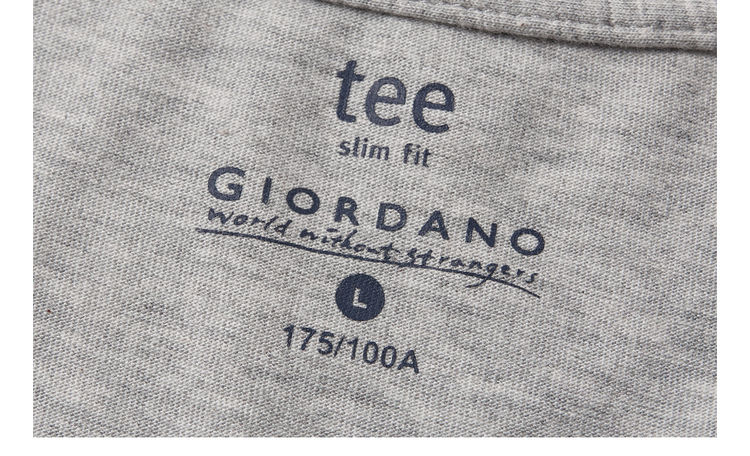 tee
slim fit
GIORDANO
World without strangers
L
175/100A